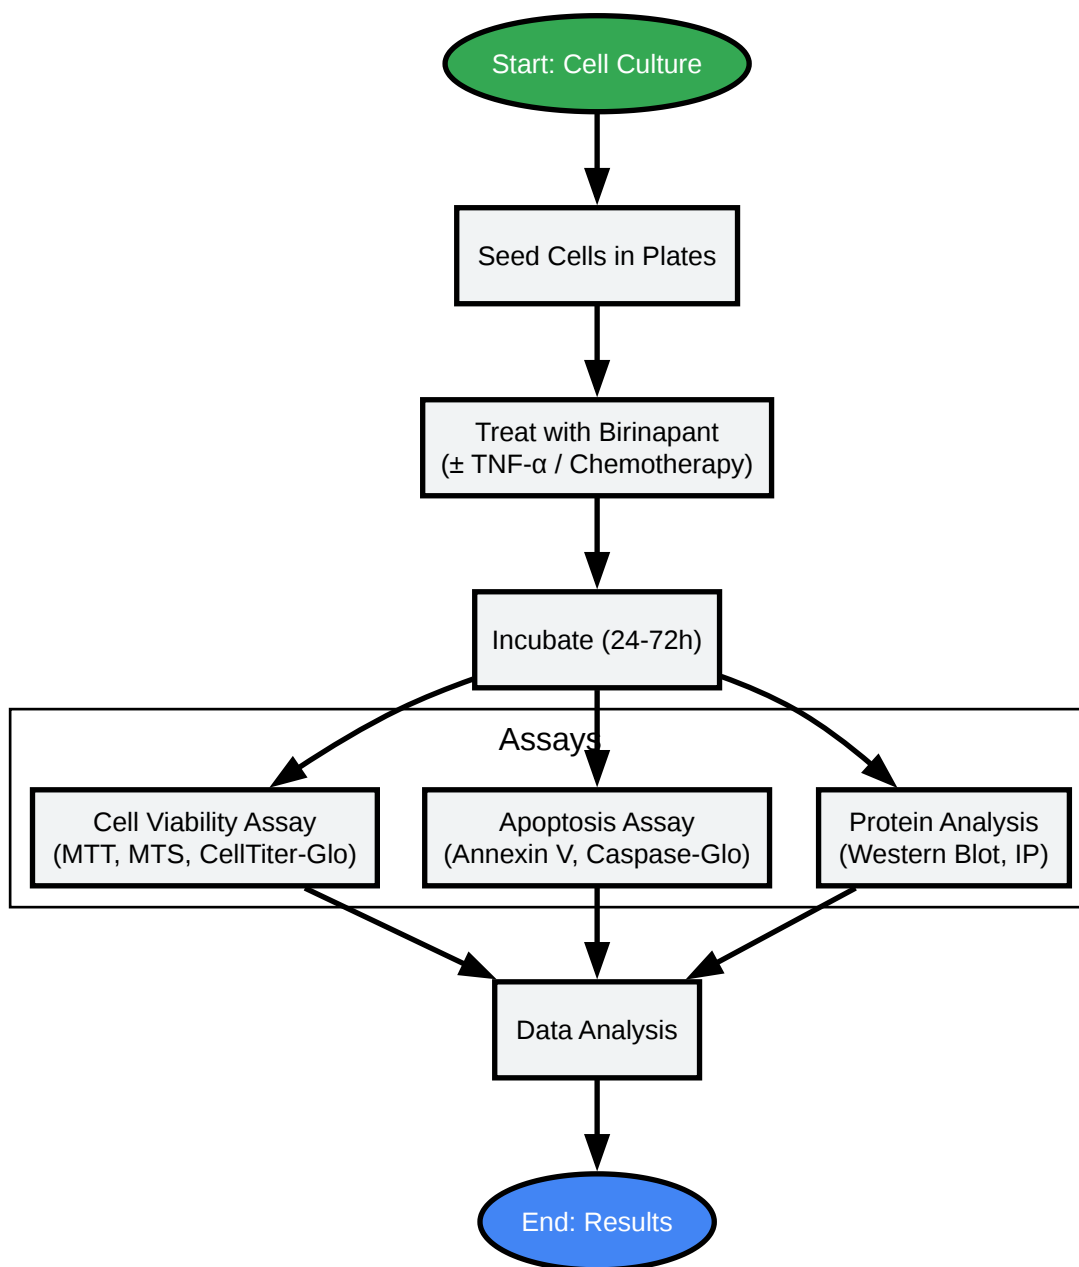 Start: Cell Culture
Seed Cells in Plates
Treat with Birinapant
(± TNF-α / Chemotherapy)
Incubate (24-72h)
Assays
Cell Viability Assay
(MTT, MTS, CellTiter-Glo)
Apoptosis Assay
(Annexin V, Caspase-Glo)
Protein Analysis
(Western Blot, IP)
Data Analysis
End: Results